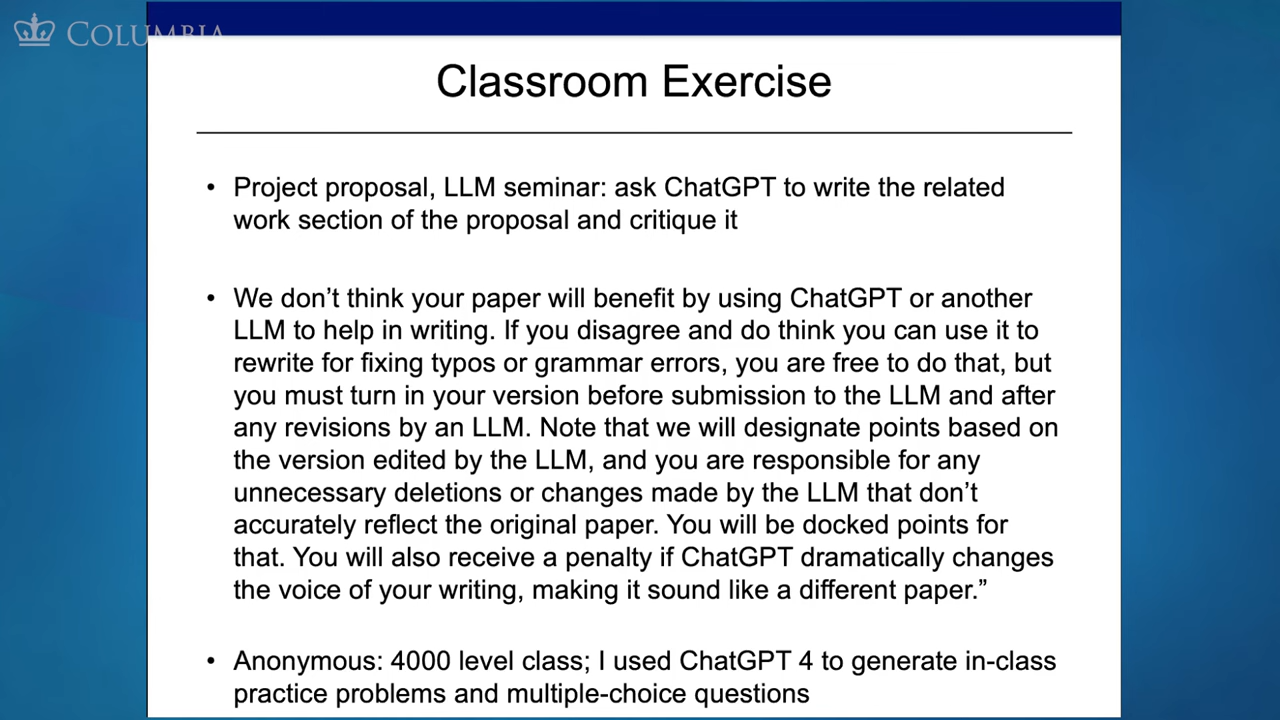 COLUMBIA
Classroom Exercise
• Project proposal, LLM seminar: ask ChatGPT to write the related
work section of the proposal and critique it
• We don’t think your paper will benefit by using ChatGPT or another
LLM to help in writing. If you disagree and do think you can use it to
rewrite for fixing typos or grammar errors, you are free to do that, but
you must turn in your version before submission to the LLM and after
any revisions by an LLM. Note that we will designate points based on
the version edited by the LLM, and you are responsible for any
unnecessary deletions or changes made by the LLM that don’t
accurately reflect the original paper. You will be docked points for
that. You will also receive a penalty if ChatGPT dramatically changes
the voice of your writing, making it sound like a different paper.”
• Anonymous: 4000 level class; I used ChatGPT 4 to generate in-class
practice problems and multiple-choice questions